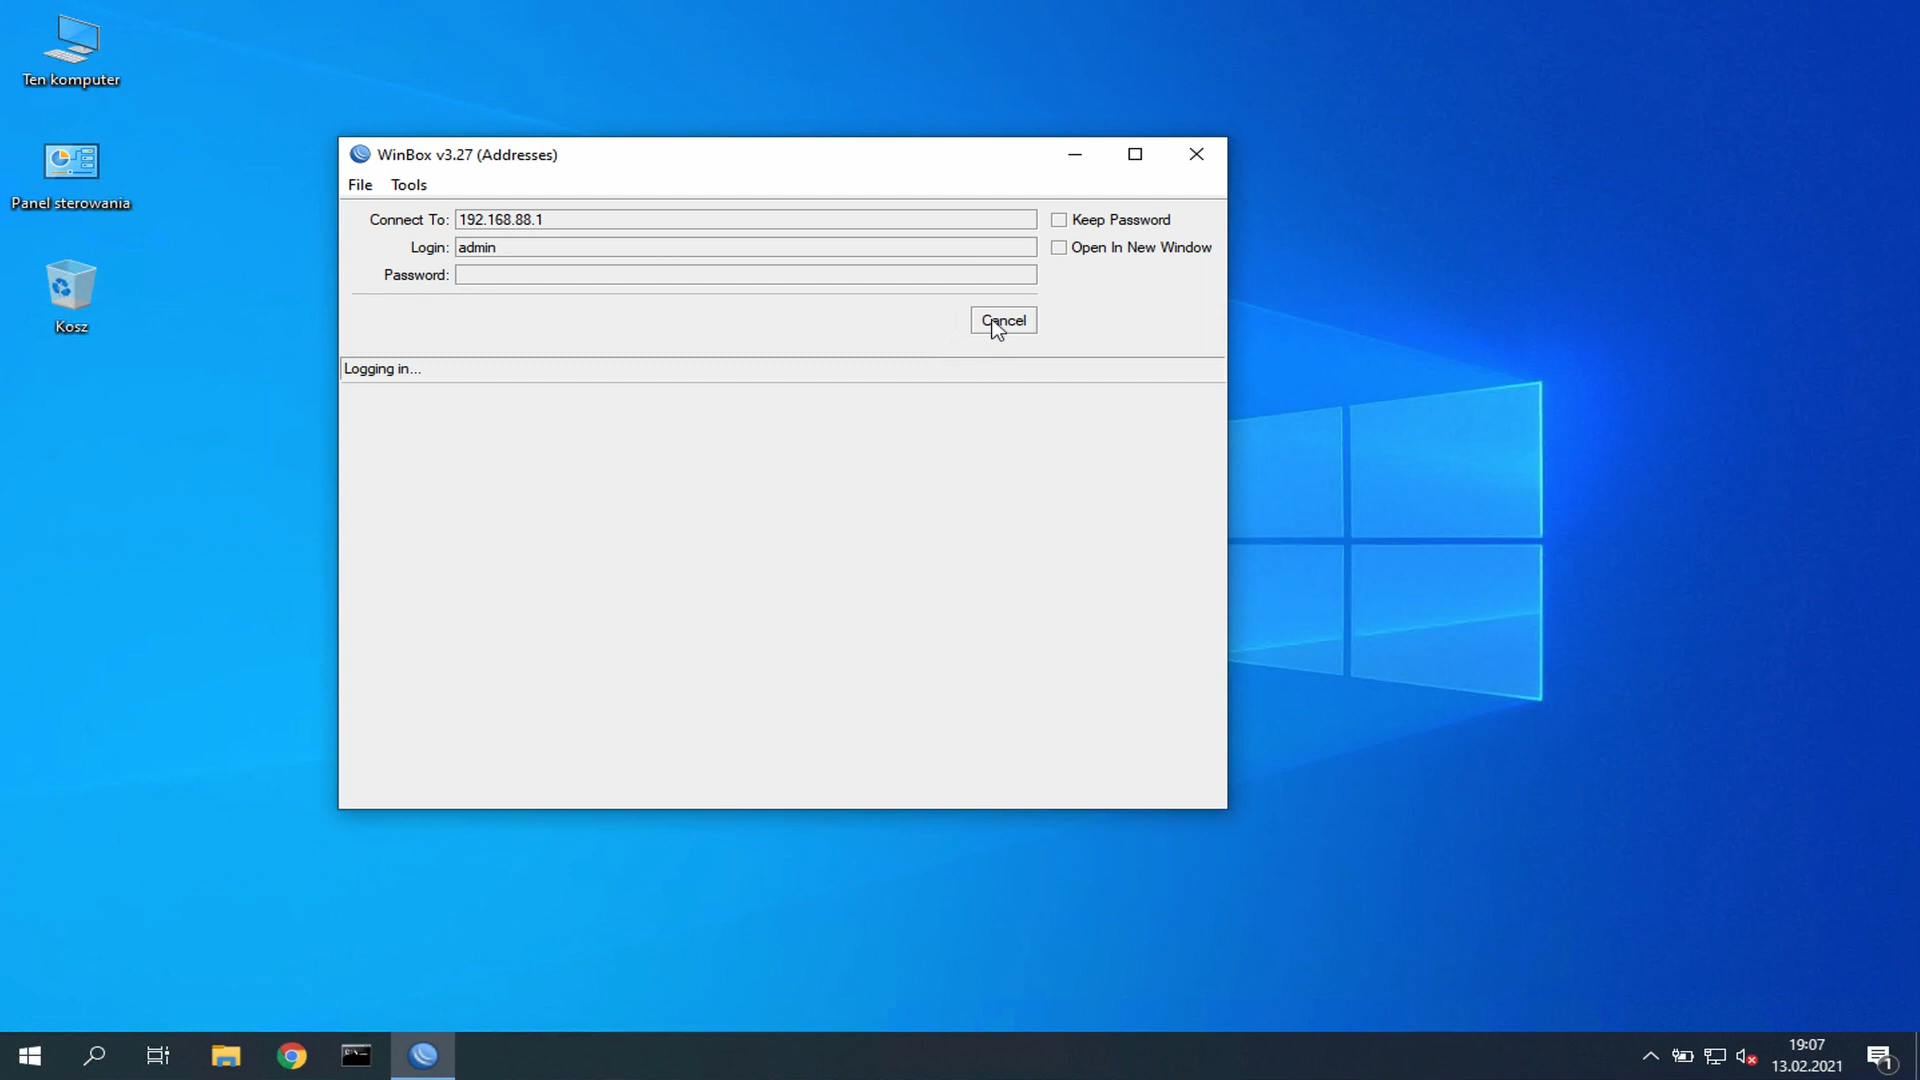 Ten komputer
Panel sterowania
Kosz
WinBox v3.27 (Addresses)
File Tools
Connect To: 192.168.88.1
Keep Password
Login: admin
Open In New Window
Password:
Cancel
Logging in...
19:07
13.02.2021
1